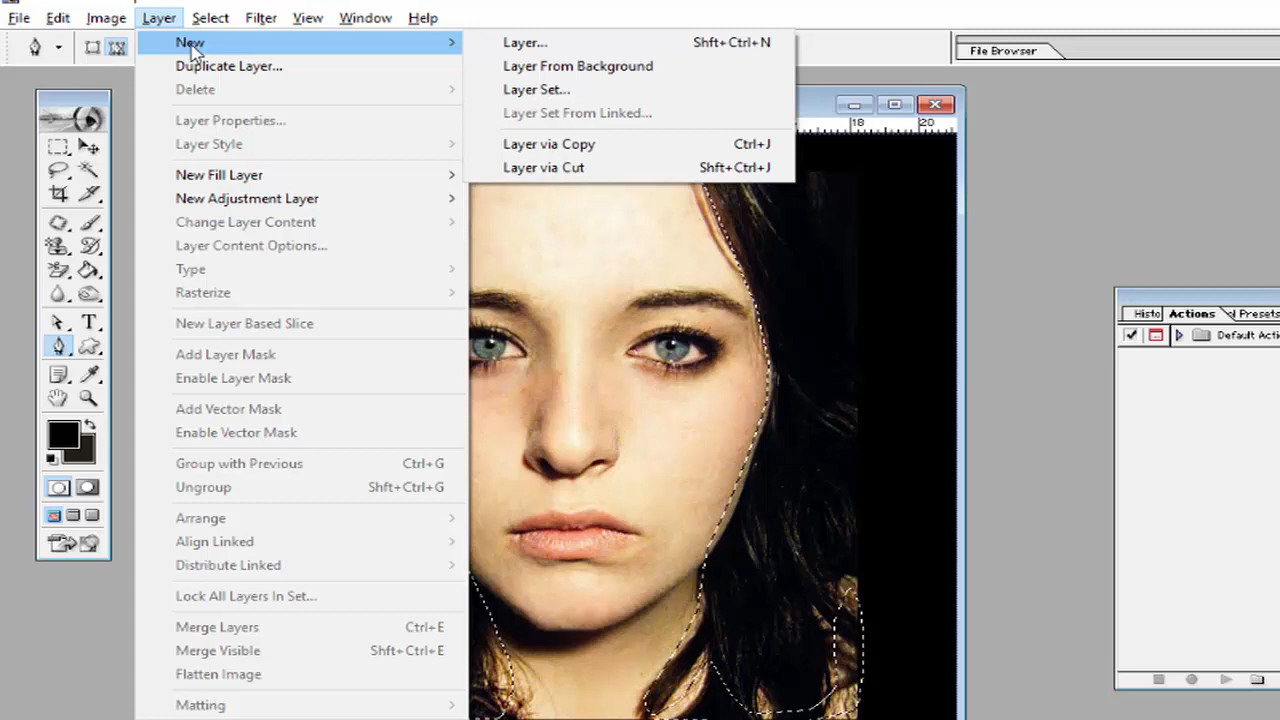 File Edit Image Layer Select Filter View Window Help
File Browser
New
Duplicate Layer...
Delete
Layer Properties...
Layer Style
New Fill Layer
New Adjustment Layer
Change Layer Content
Layer Content Options...
Type
Rasterize
New Layer Based Slice
Add Layer Mask
Enable Layer Mask
Add Vector Mask
Enable Vector Mask
Group with Previous Ctrl+G
Ungroup Shft+Ctrl+G
Arrange
Align Linked
Distribute Linked
Lock All Layers In Set...
Merge Layers Ctrl+E
Merge Visible Shft+Ctrl+E
Flatten Image
Matting
Layer... Shft+Ctrl+N
Layer From Background
Layer Set...
Layer Set From Linked...
Layer via Copy Ctrl+J
Layer via Cut Shft+Ctrl+J
18 20
T
Histo Actions Presets
Default Acti